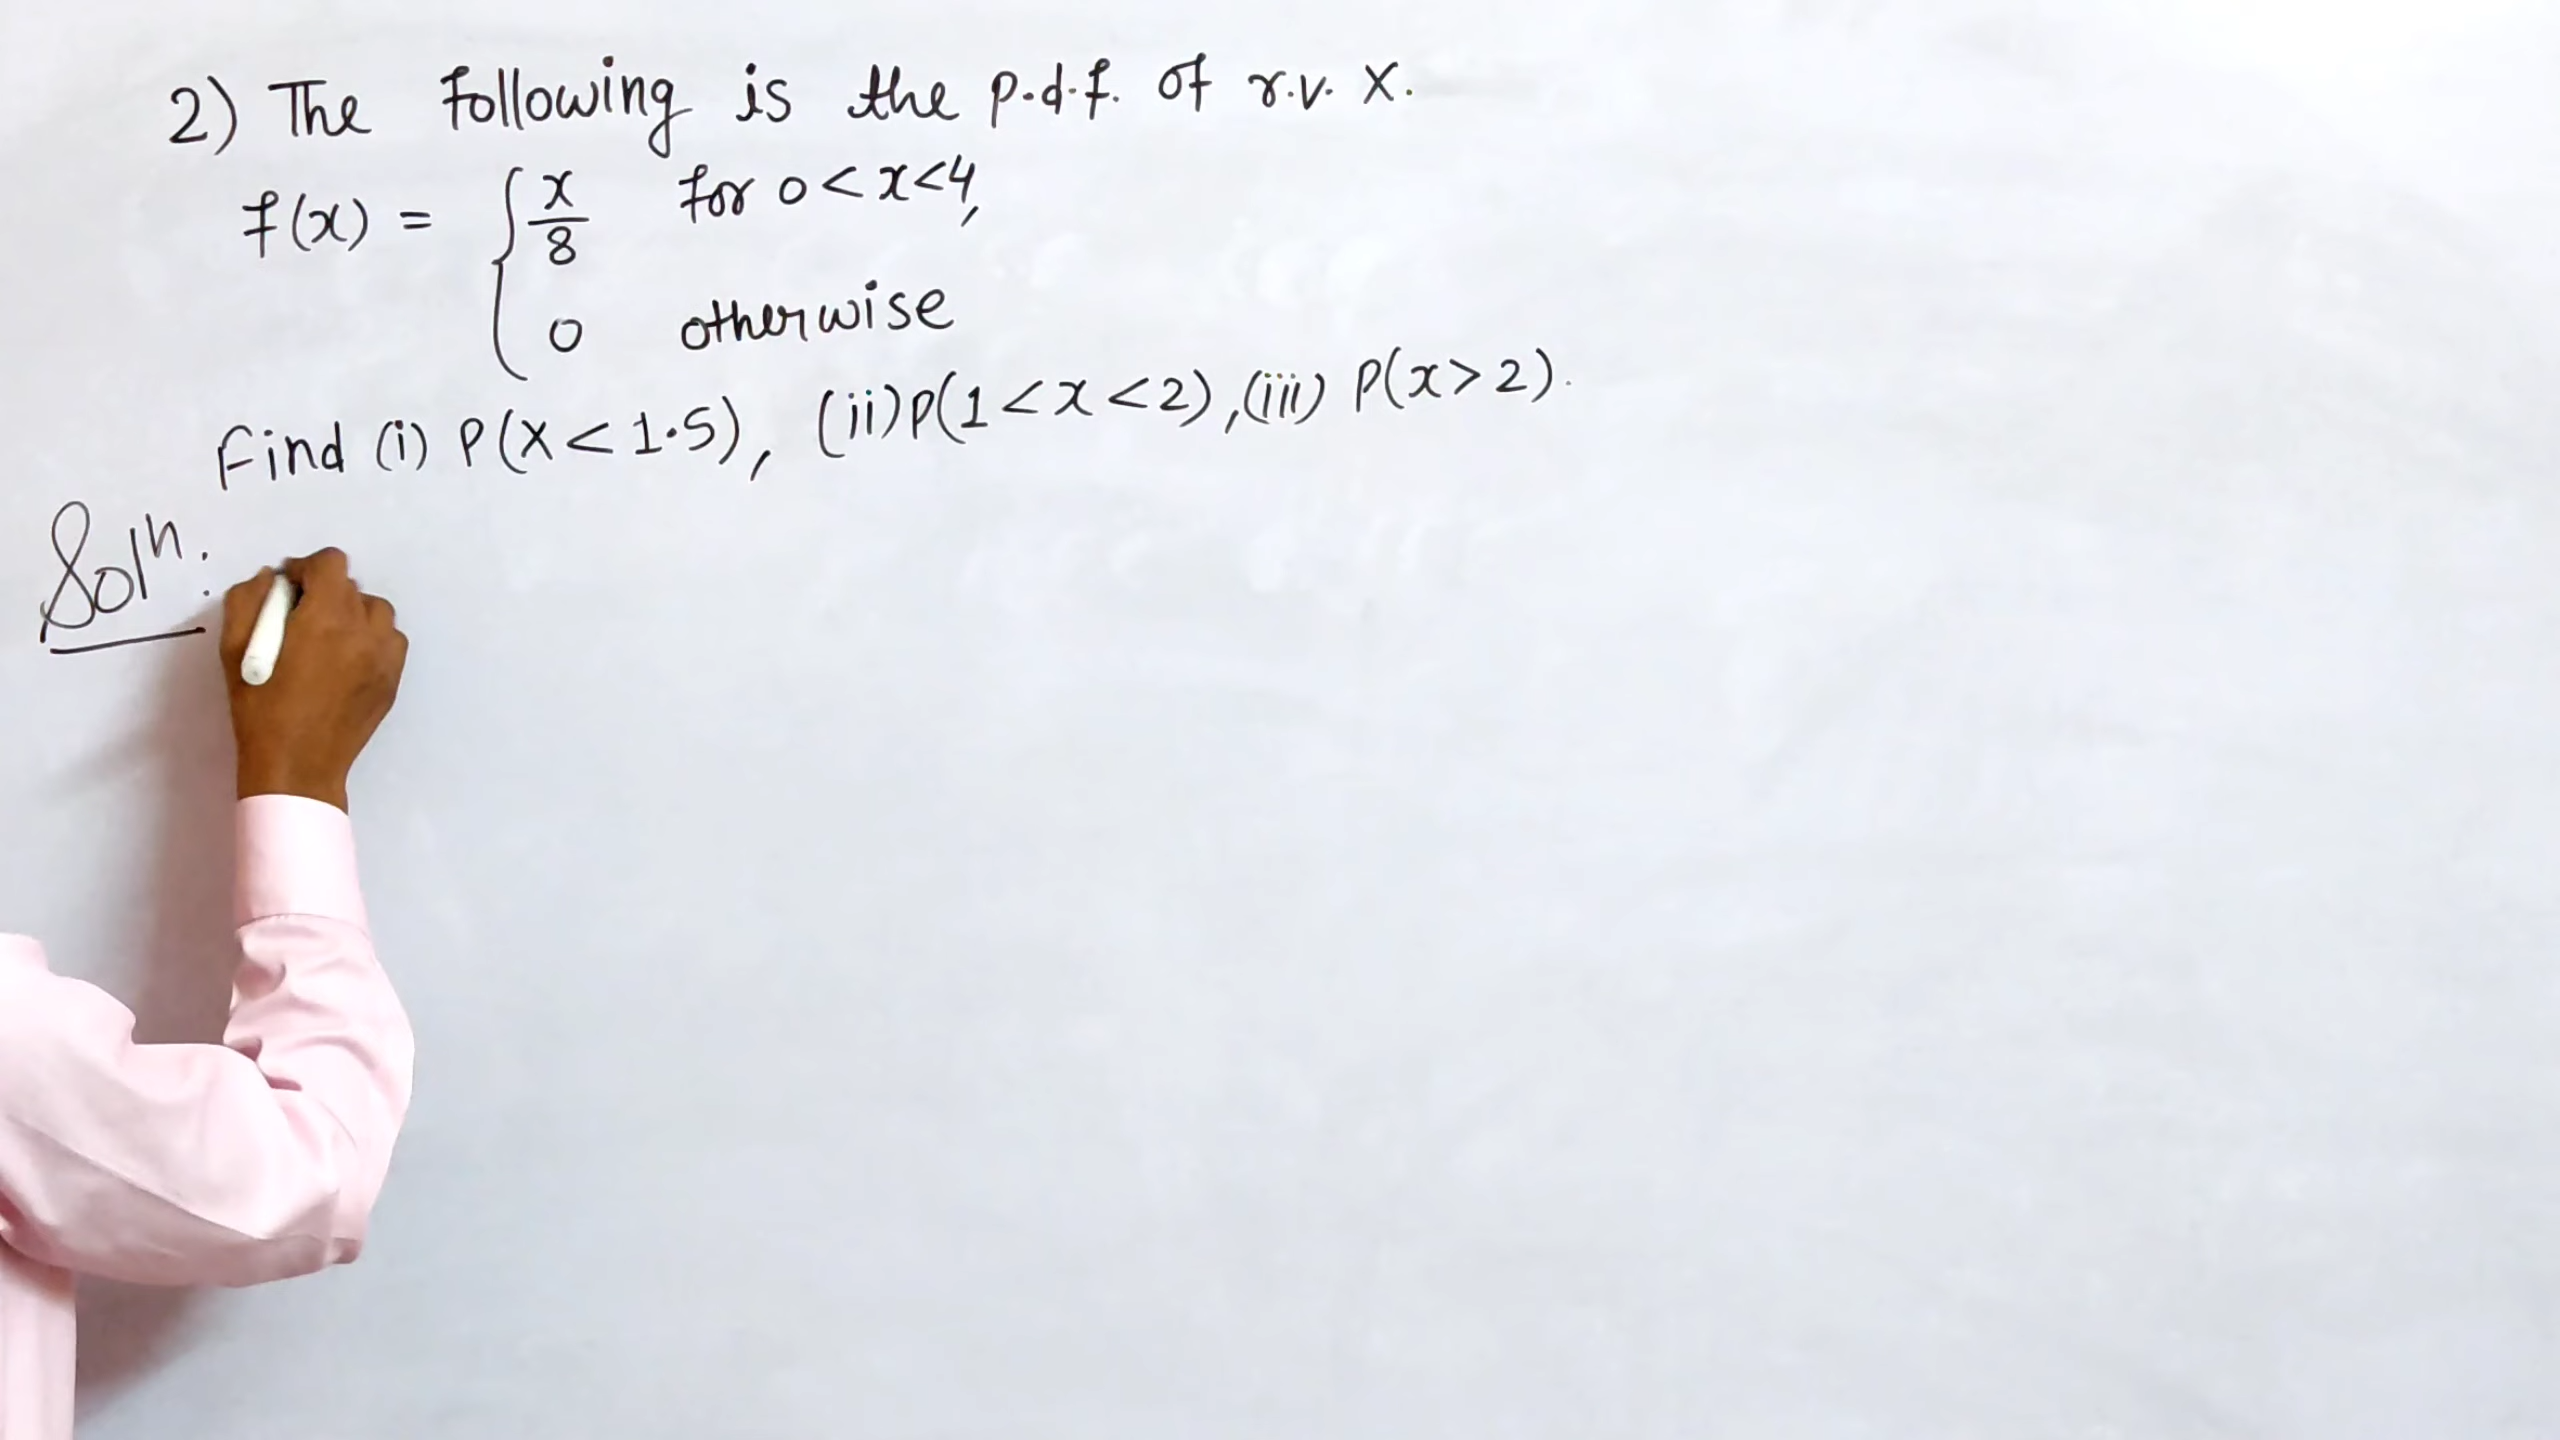 2) The following is the p.d.f. of r.v. X.
f(x) = { x/8 for 0 < x < 4,
0 otherwise
Find (i) P(X < 1.5), (ii) P(1 < x < 2), (iii) P(x > 2).
Solⁿ: